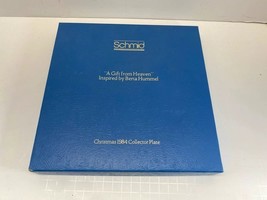 Schmid
"A Gift from Heaven"
Inspired by Berta Hummel
Christmas 1984 Collector Plate